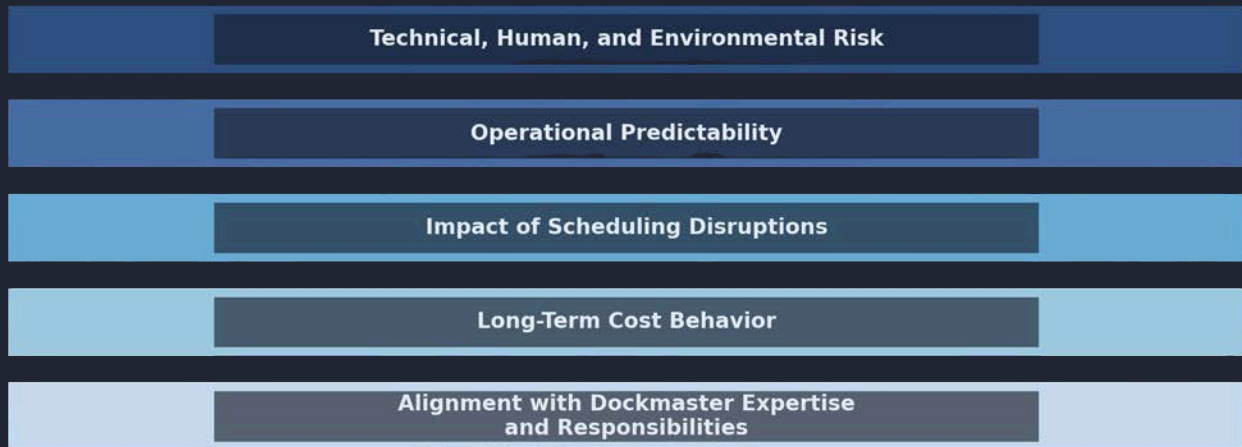 Technical, Human, and Environmental Risk
Operational Predictability
Impact of Scheduling Disruptions
Long-Term Cost Behavior
Alignment with Dockmaster Expertise
and Responsibilities